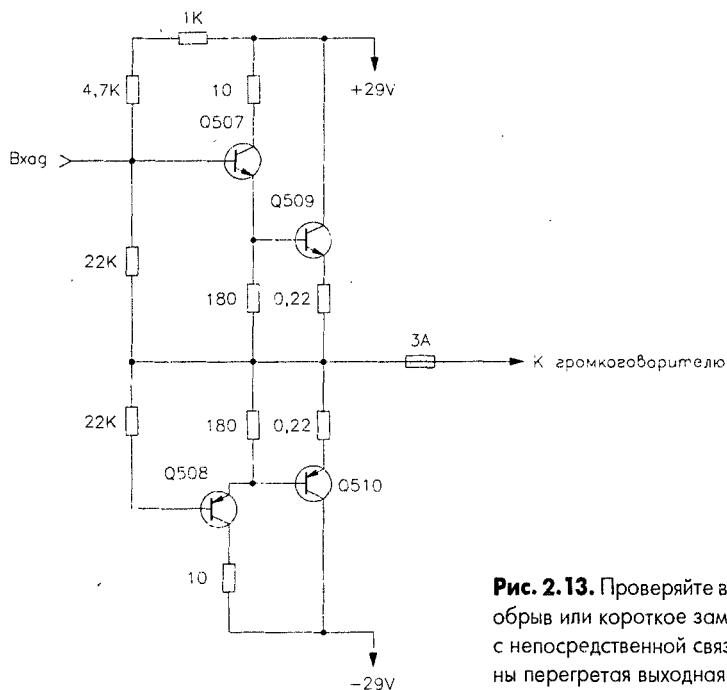 1K
4,7K
10
+29V
Q507
Вход
Q509
22K
180
0,22
3A
К громкоговорителю
22K
180
0,22
Q508
Q510
10
-29V
Рис. 2.13. Проверяйте в
обрыв или короткое зам
с непосредственной связ
ны перегретая выходная